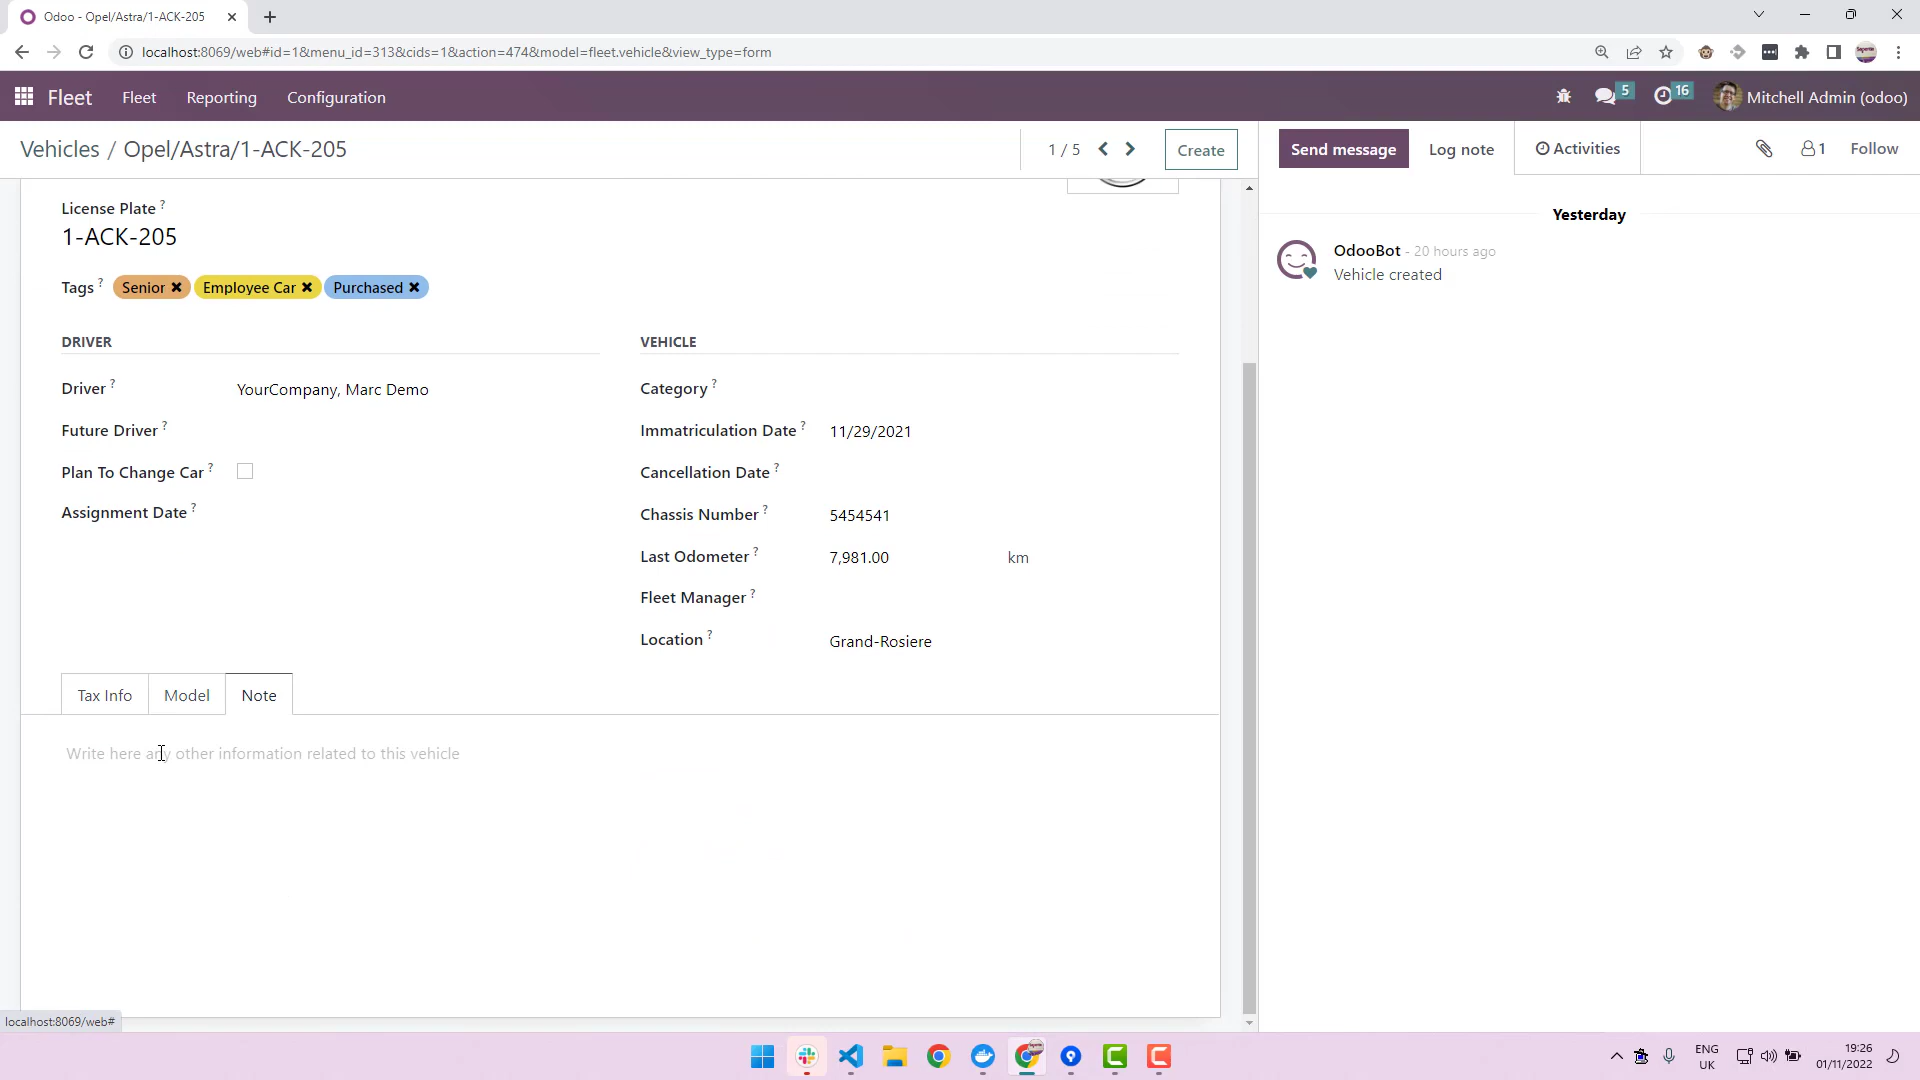 Odoo - Opel/Astra/1-ACK-205
localhost:8069/web#id=1&menu_id=313&cids=1&action=474&model=fleet.vehicle&view_type=form
Fleet Fleet Reporting Configuration 5 16 Mitchell Admin (odoo)
Vehicles / Opel/Astra/1-ACK-205 1 / 5 Create Send message Log note Activities 1 Follow
License Plate ?
1-ACK-205
Tags ? Senior Employee Car Purchased
DRIVER
Driver ? YourCompany, Marc Demo
Future Driver ?
Plan To Change Car ?
Assignment Date ?
VEHICLE
Category ?
Immatriculation Date ? 11/29/2021
Cancellation Date ?
Chassis Number ? 5454541
Last Odometer ? 7,981.00 km
Fleet Manager ?
Location ? Grand-Rosiere
Tax Info Model Note
Write here any other information related to this vehicle
Yesterday
OdooBot - 20 hours ago
Vehicle created
localhost:8069/web#
ENG
UK
19:26
01/11/2022